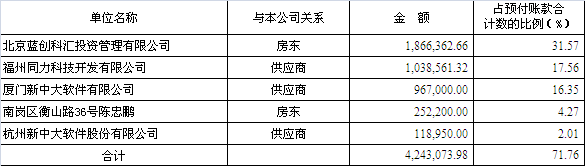 单位名称 与本公司关系 金 额 占预付账款合计数的比例（%）
北京蓝创科汇投资管理有限公司 房东 1,866,362.66 31.57
福州同力科技开发有限公司 供应商 1,038,561.32 17.56
厦门新中大软件有限公司 供应商 967,000.00 16.35
南岗区衡山路36号陈忠鹏 房东 252,200.00 4.27
杭州新中大软件股份有限公司 供应商 118,950.00 2.01
合计 4,243,073.98 71.76